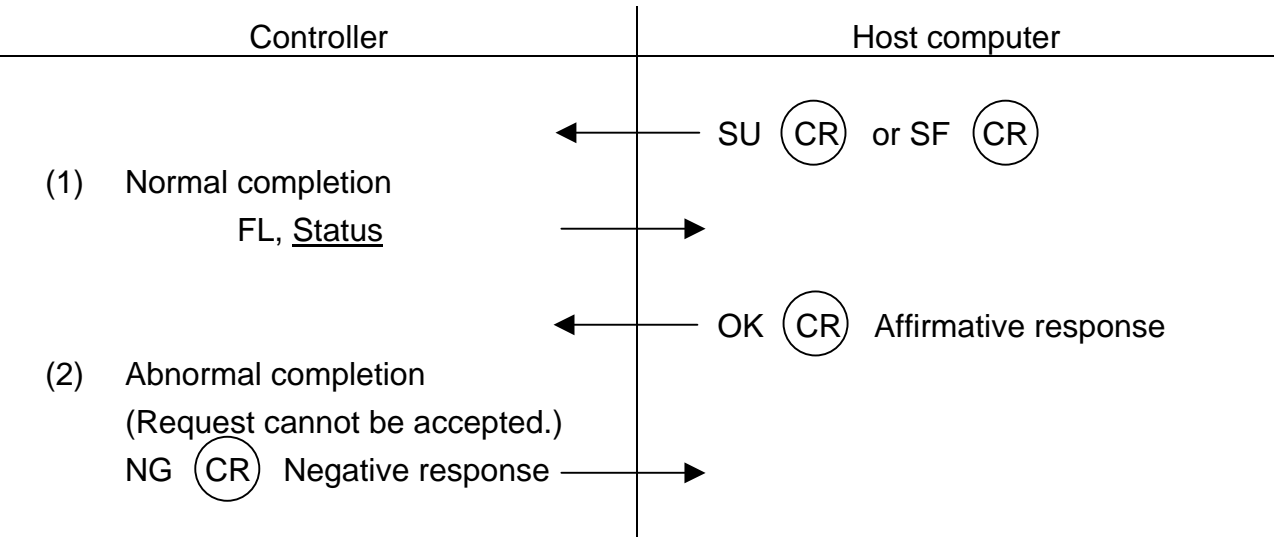 Controller Host computer
SU CR or SF CR
(1) Normal completion
FL, Status
OK CR Affirmative response
(2) Abnormal completion
(Request cannot be accepted.)
NG CR Negative response